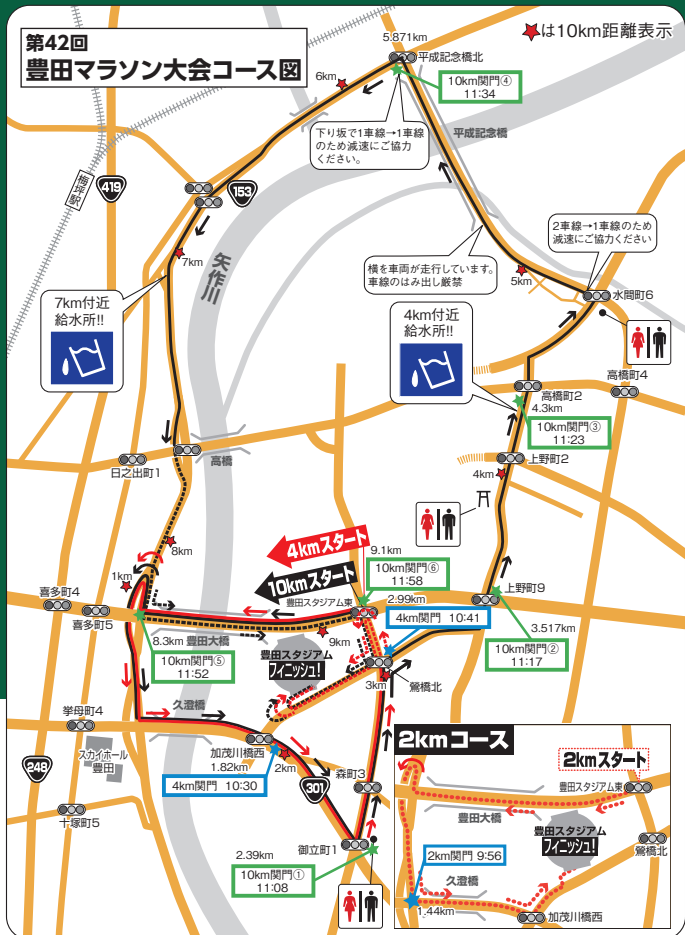 第42回
豊田マラソン大会コース図
★は10km距離表示
5.871km
平成記念橋北
6km
10km関門④
11:34
下り坂で1車線→1車線
のため減速にご協力
ください。
平成記念橋
梅坪駅
419
153
2車線→1車線のため
減速にご協力ください
矢作川
7km
横を車両が走行しています。
車線のはみ出し厳禁
5km
水間町6
7km付近
給水所!!
4km付近
給水所!!
高橋町4
高橋町2
4.3km
10km関門③
11:23
高橋
日之出町1
上野町2
4km
8km
4kmスタート
9.1km
10km関門⑥
11:58
1km
10kmスタート
豊田スタジアム東
2.99km
上野町9
喜多町4
喜多町5
4km関門 10:41
3.517km
8.3km
豊田大橋
9km
10km関門②
11:17
10km関門⑤
11:52
豊田スタジアム
フィニッシュ!
鶯橋北
3km
久澄橋
挙母町4
スカイホール
豊田
加茂川橋西
1.82km
2km
4km関門 10:30
248
301
森町3
十塚町5
御立町1
2.39km
10km関門①
11:08
2kmコース
2kmスタート
豊田スタジアム東
豊田大橋
豊田スタジアム
フィニッシュ!
鶯橋北
2km関門 9:56
久澄橋
1.44km
加茂川橋西